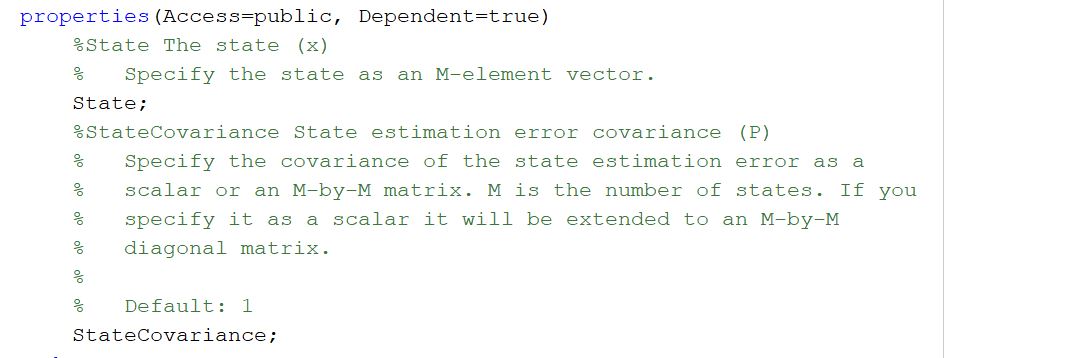 properties(Access=public, Dependent=true)
%State The state (x)
%   Specify the state as an M-element vector.
State;
%StateCovariance State estimation error covariance (P)
%   Specify the covariance of the state estimation error as a
%   scalar or an M-by-M matrix. M is the number of states. If you
%   specify it as a scalar it will be extended to an M-by-M
%   diagonal matrix.
%
%   Default: 1
StateCovariance;